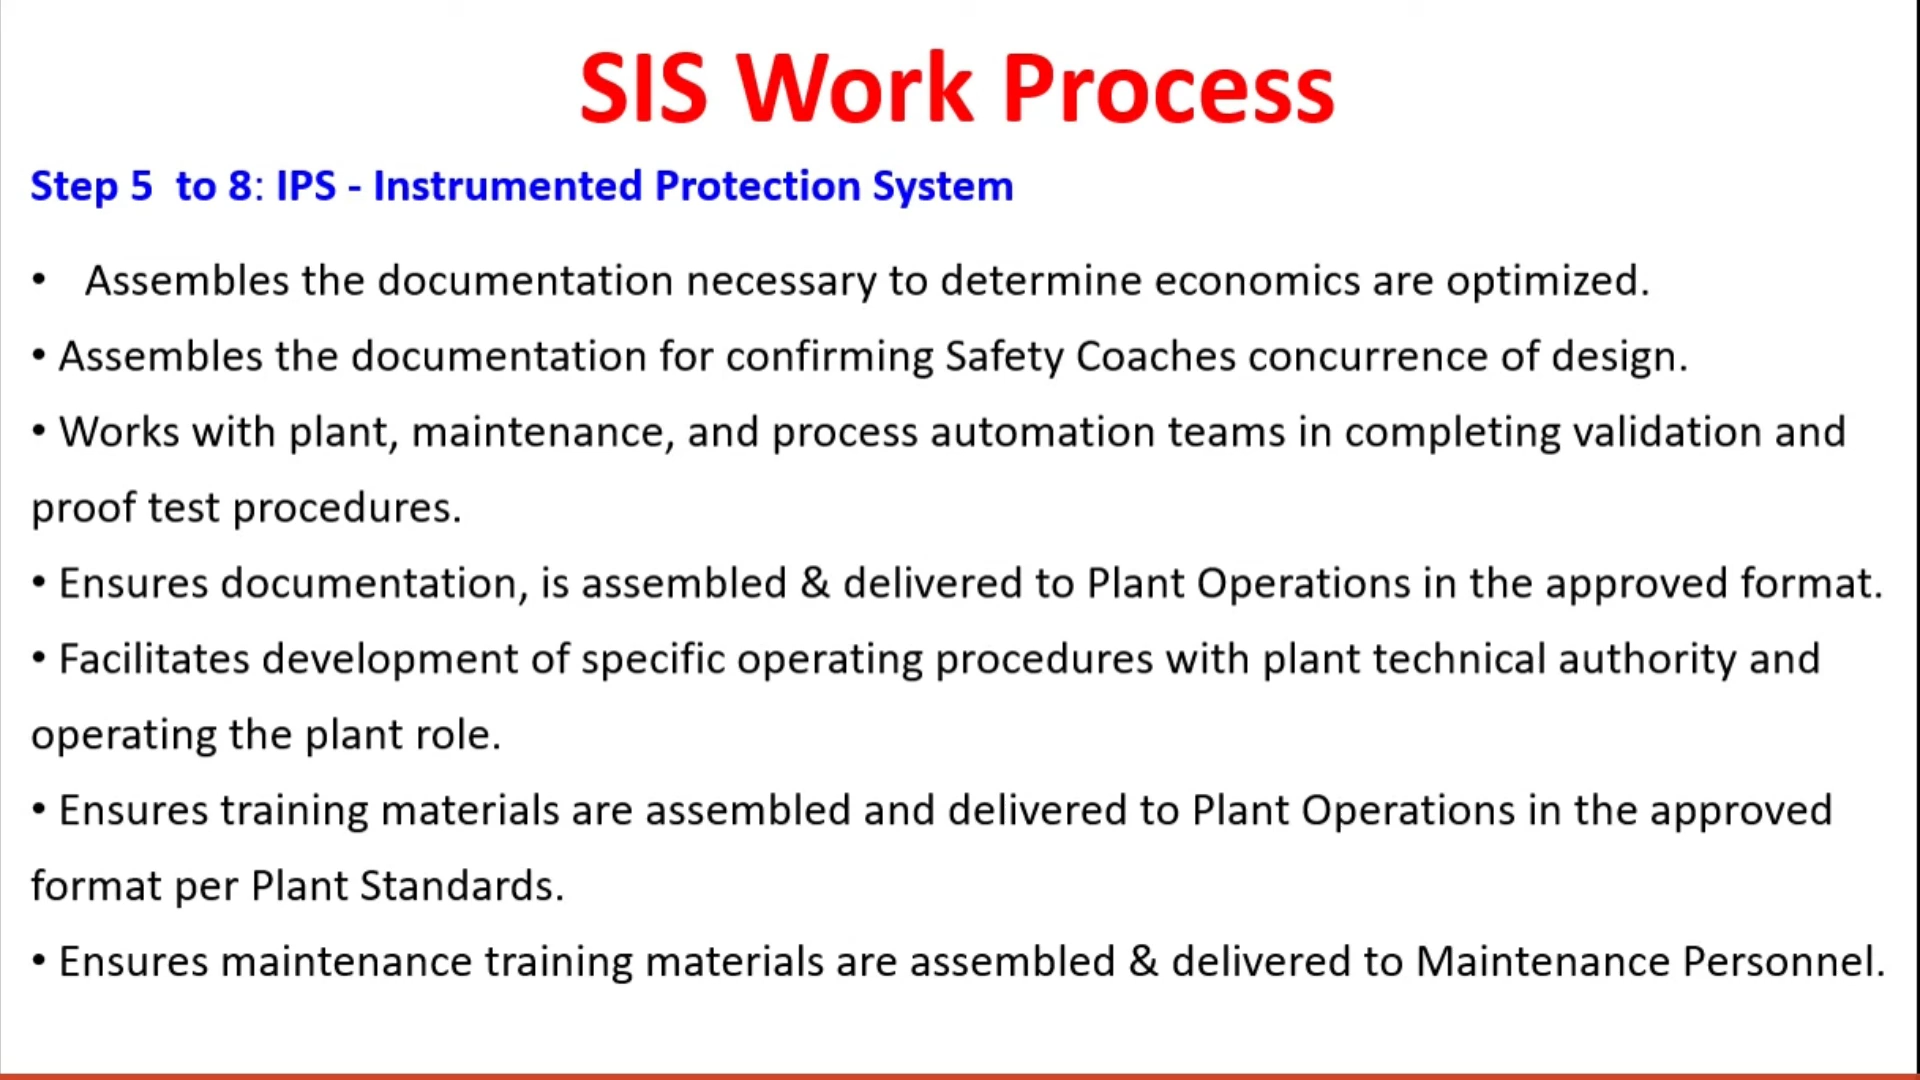 SIS Work Process
Step 5 to 8: IPS - Instrumented Protection System
• Assembles the documentation necessary to determine economics are optimized.
• Assembles the documentation for confirming Safety Coaches concurrence of design.
• Works with plant, maintenance, and process automation teams in completing validation and
proof test procedures.
• Ensures documentation, is assembled & delivered to Plant Operations in the approved format.
• Facilitates development of specific operating procedures with plant technical authority and
operating the plant role.
• Ensures training materials are assembled and delivered to Plant Operations in the approved
format per Plant Standards.
• Ensures maintenance training materials are assembled & delivered to Maintenance Personnel.